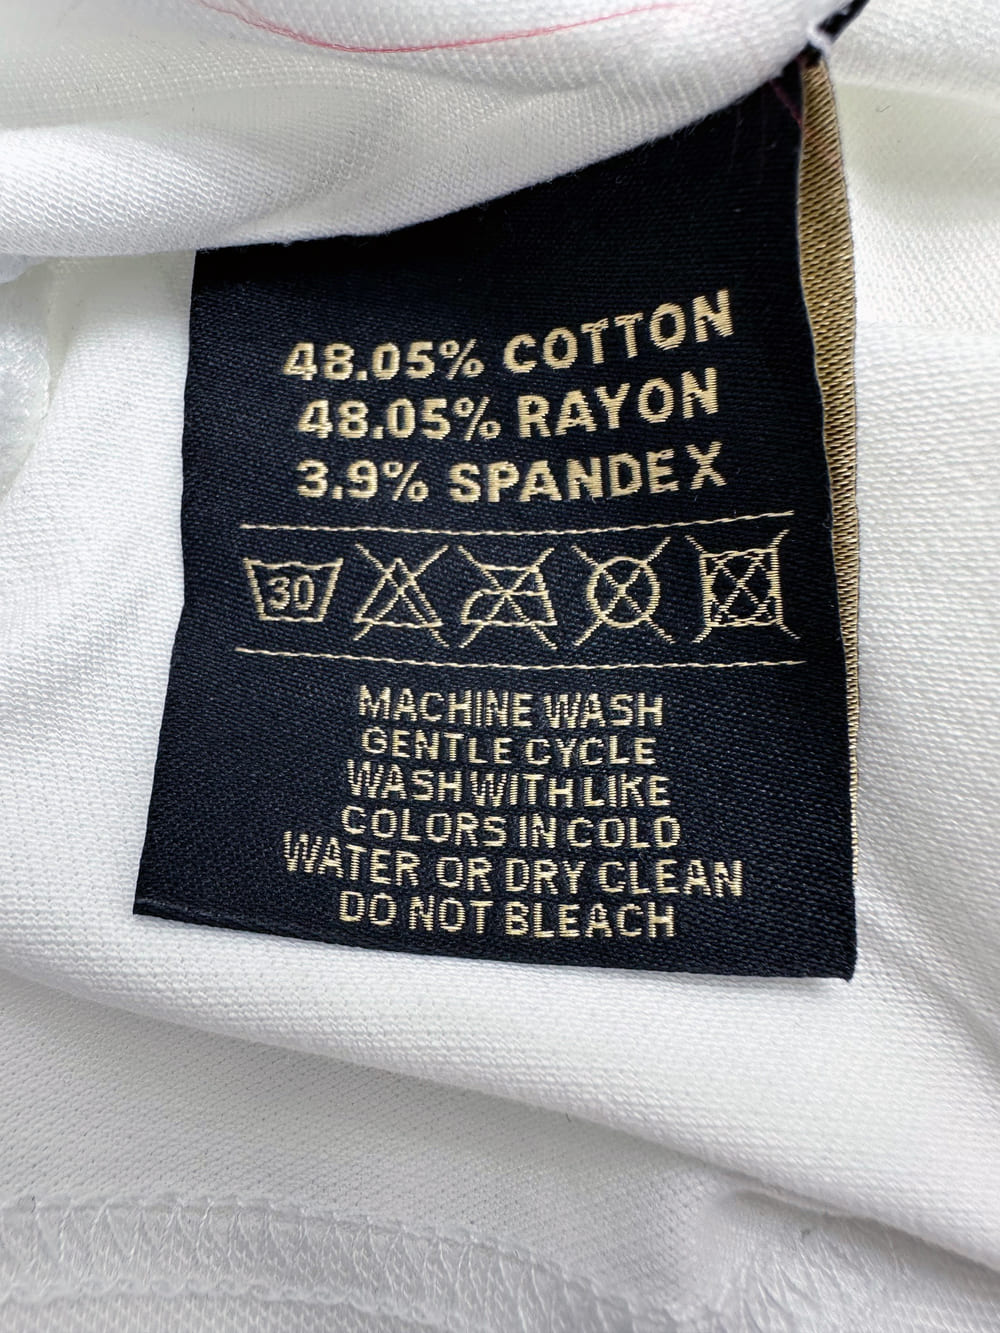 48.05% COTTON
48.05% RAYON
3.9% SPANDEX
30
MACHINE WASH
GENTLE CYCLE
WASH WITH LIKE
COLORS IN COLD
WATER OR DRY CLEAN
DO NOT BLEACH